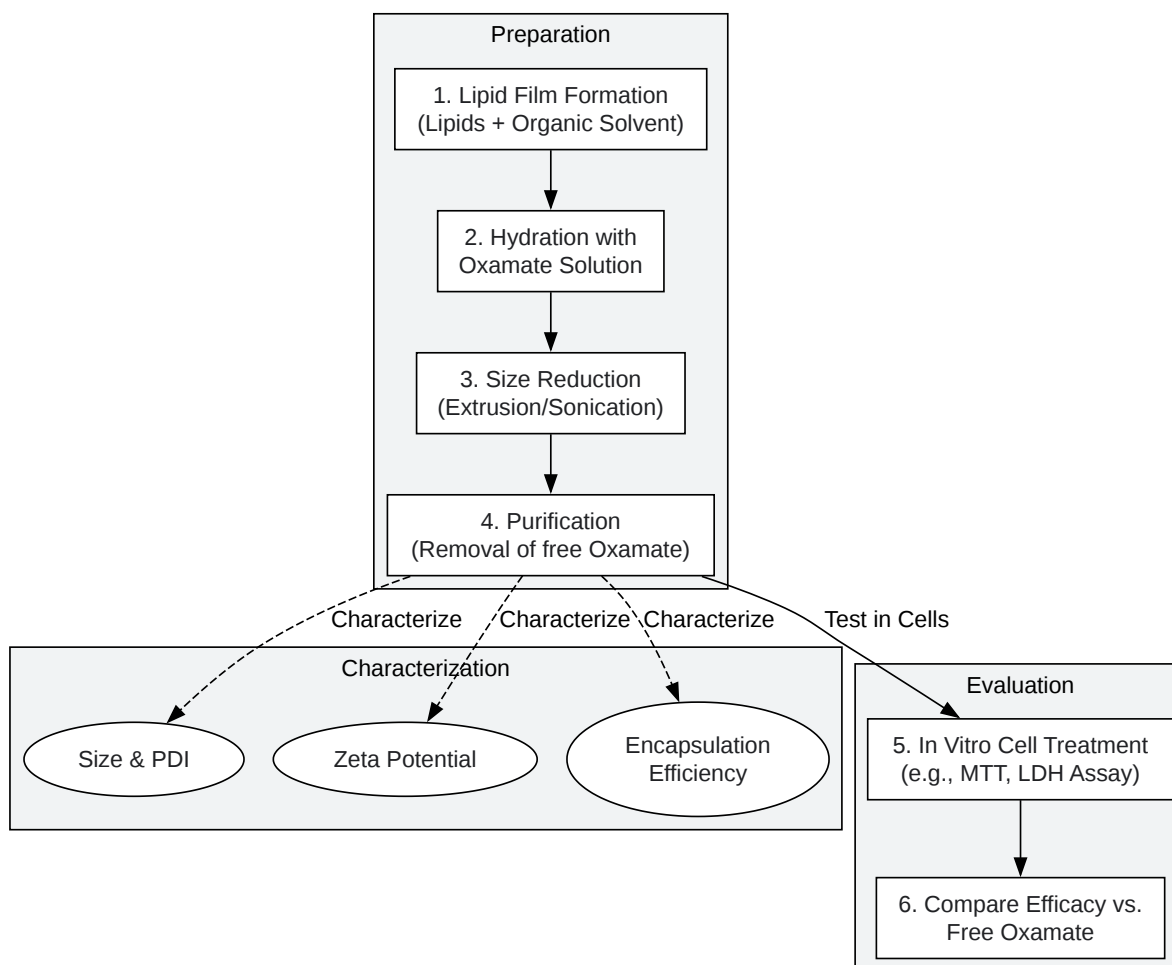 Preparation
1. Lipid Film Formation
(Lipids + Organic Solvent)
2. Hydration with
Oxamate Solution
3. Size Reduction
(Extrusion/Sonication)
4. Purification
(Removal of free Oxamate)
Characterize
Characterize
Characterize
Test in Cells
Characterization
Size & PDI
Zeta Potential
Encapsulation
Efficiency
Evaluation
5. In Vitro Cell Treatment
(e.g., MTT, LDH Assay)
6. Compare Efficacy vs.
Free Oxamate